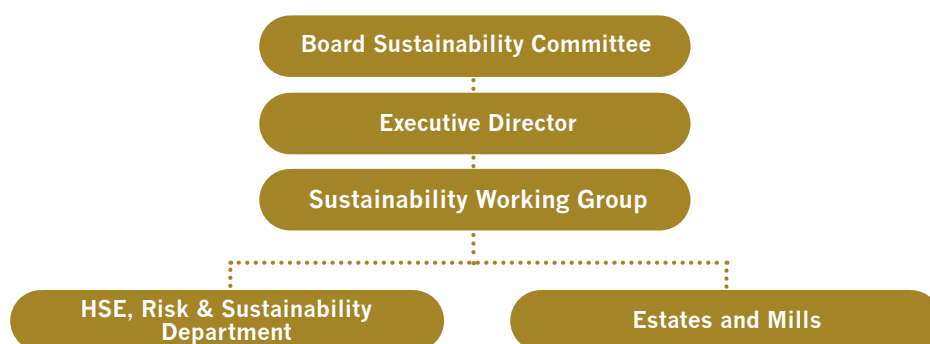 Board Sustainability Committee
Executive Director
Sustainability Working Group
HSE, Risk & Sustainability
Department
Estates and Mills